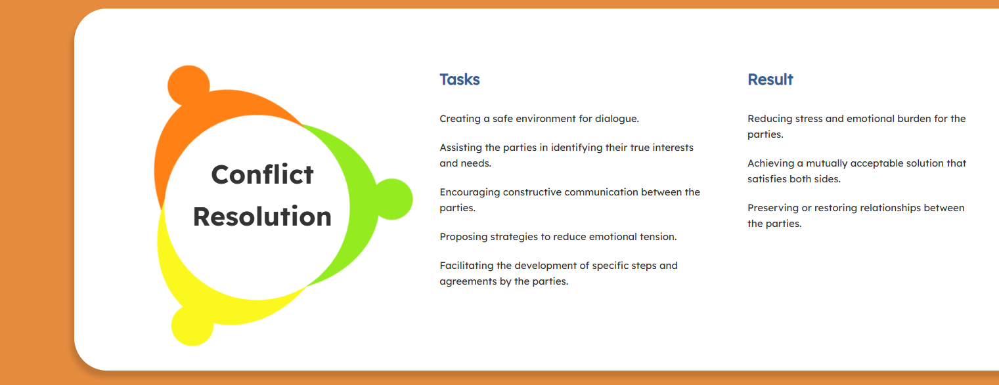 Conflict
Resolution
Tasks
Creating a safe environment for dialogue.
Assisting the parties in identifying their true interests
and needs.
Encouraging constructive communication between the
parties.
Proposing strategies to reduce emotional tension.
Facilitating the development of specific steps and
agreements by the parties.
Result
Reducing stress and emotional burden for the
parties.
Achieving a mutually acceptable solution that
satisfies both sides.
Preserving or restoring relationships between
the parties.